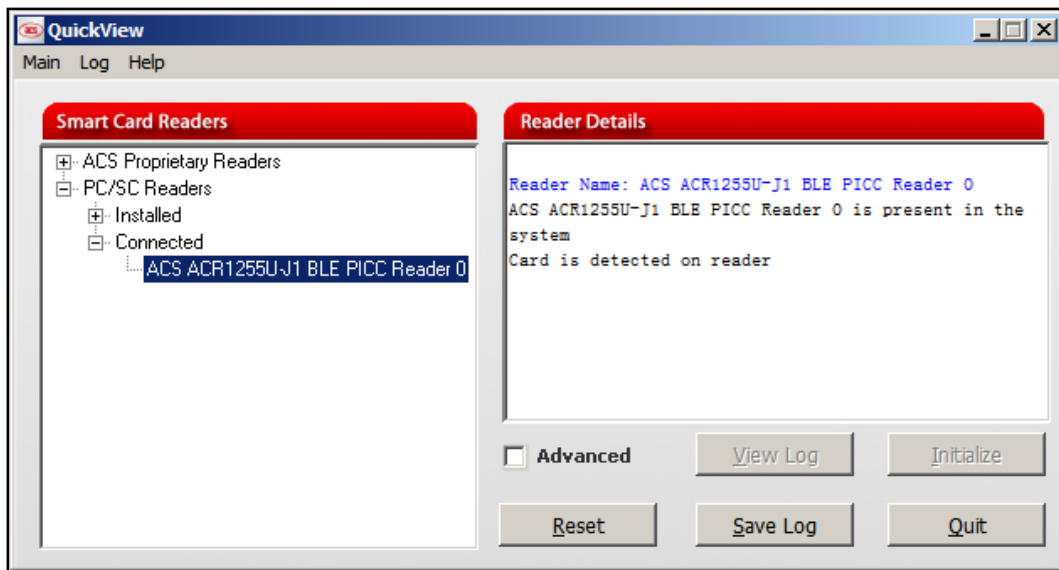 QuickView
Main Log Help
Smart Card Readers
ACS Proprietary Readers
PC/SC Readers
Installed
Connected
ACS ACR1255U-J1 BLE PICC Reader 0
Reader Details
Reader Name: ACS ACR1255U-J1 BLE PICC Reader 0
ACS ACR1255U-J1 BLE PICC Reader 0 is present in the
system
Card is detected on reader
Advanced
View Log
Initialize
Reset
Save Log
Quit